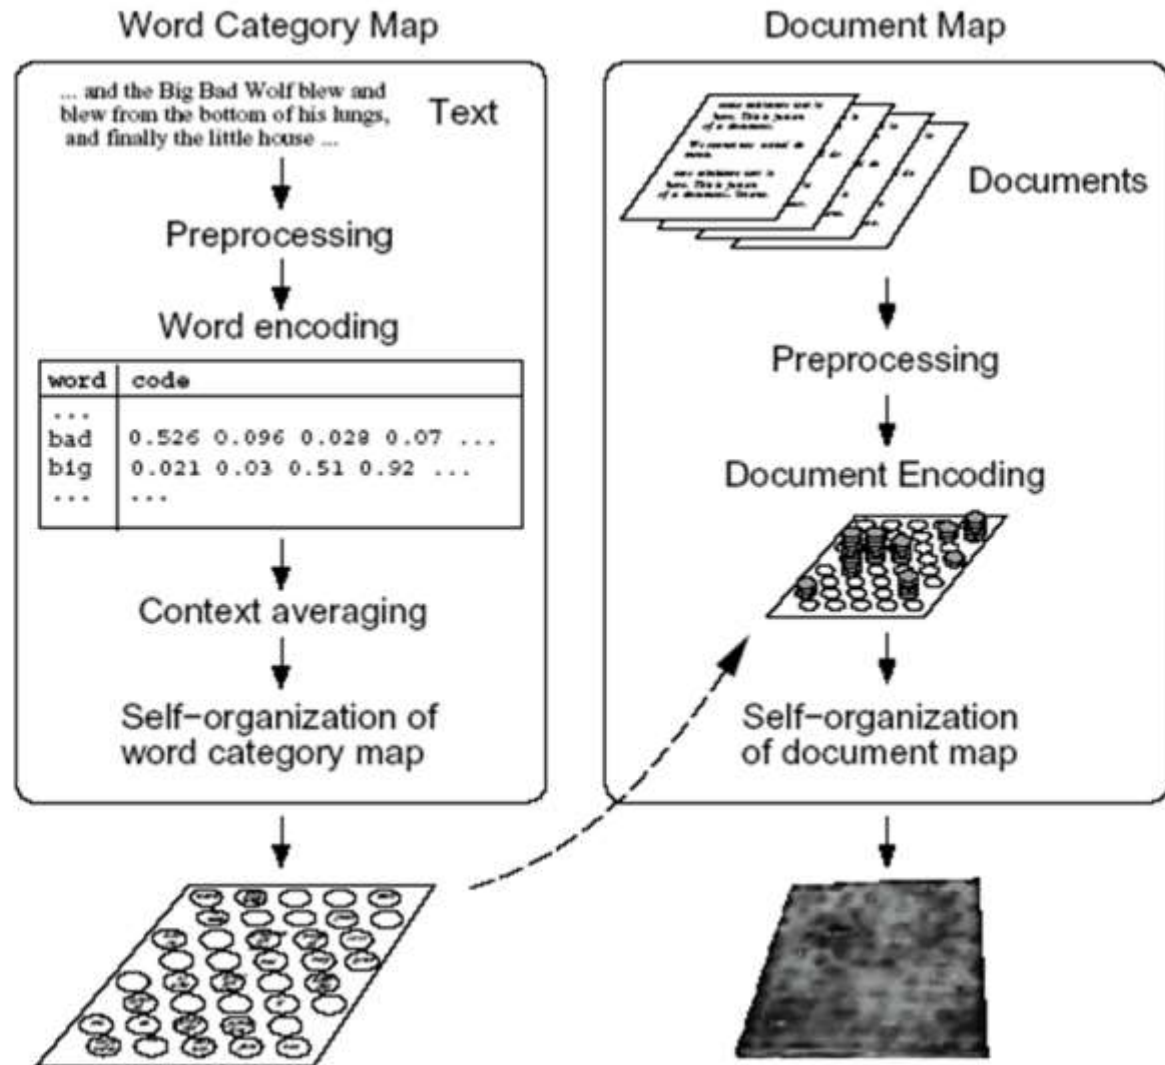 Word Category Map
... and the Big Bad Wolf blew and
blew from the bottom of his lungs,
and finally the little house ...
Text
Preprocessing
Word encoding
word code
...
bad 0.526 0.096 0.028 0.07 ...
big 0.021 0.03 0.51 0.92 ...
... ...
Context averaging
Self-organization of
word category map
Document Map
Documents
Preprocessing
Document Encoding
Self-organization
of document map